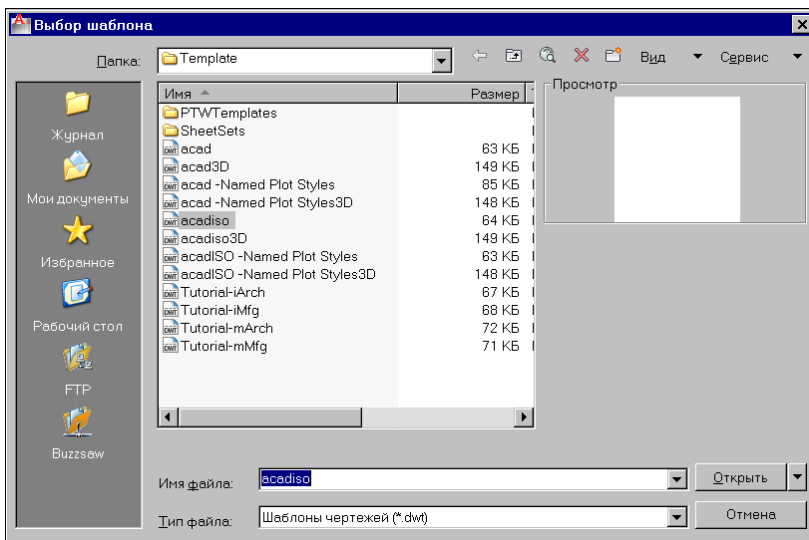 Выбор шаблона
Папка: Template Вид Сервис
Журнал
Мои документы
Избранное
Рабочий стол
FTP
Buzzsaw
Имя Размер
PTWTemplates
SheetSets
acad 63 КБ
acad3D 149 КБ
acad -Named Plot Styles 85 КБ
acad -Named Plot Styles3D 148 КБ
acadiso 64 КБ
acadiso3D 149 КБ
acadISO -Named Plot Styles 63 КБ
acadISO -Named Plot Styles3D 148 КБ
Tutorial-iArch 67 КБ
Tutorial-iMfg 68 КБ
Tutorial-mArch 72 КБ
Tutorial-mMfg 71 КБ
Просмотр
Имя файла: acadiso Открыть
Тип файла: Шаблоны чертежей (*.dwt) Отмена